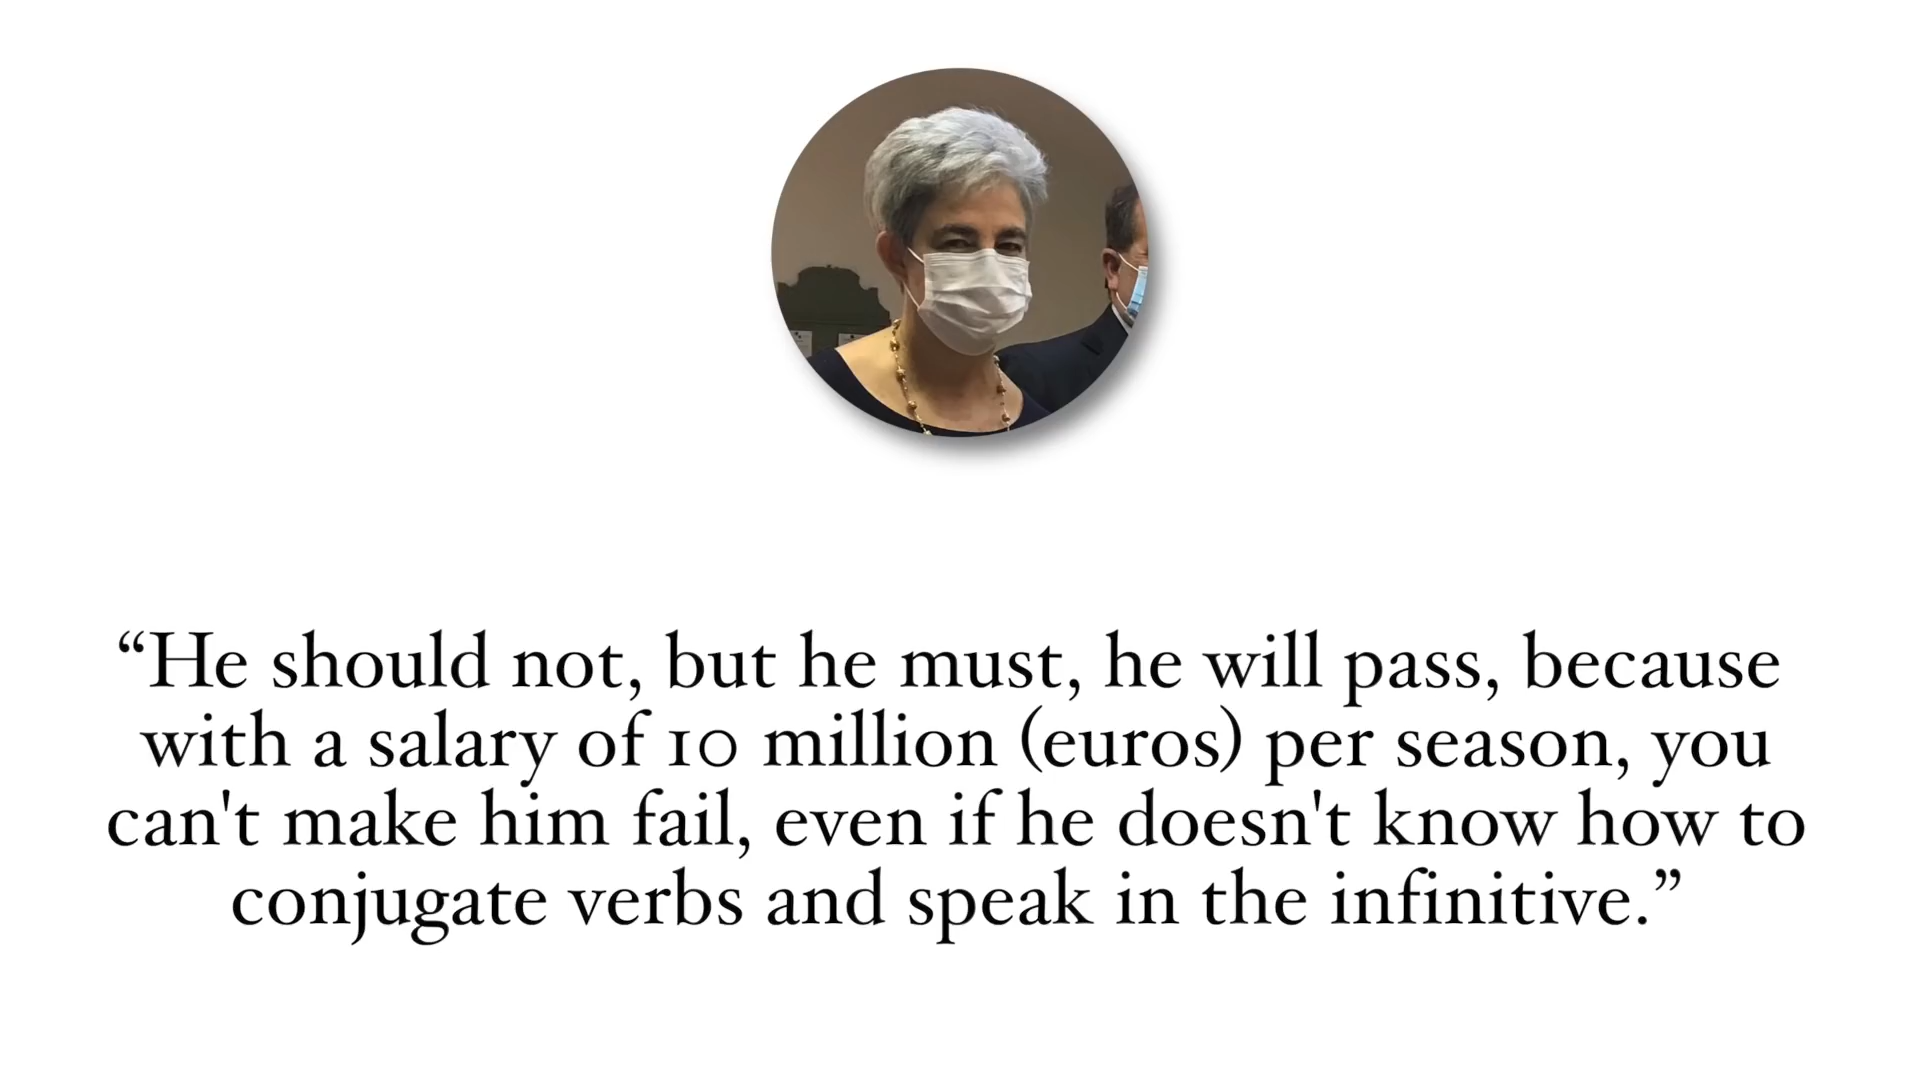 “He should not, but he must, he will pass, because
with a salary of 10 million (euros) per season, you
can't make him fail, even if he doesn't know how to
conjugate verbs and speak in the infinitive.”